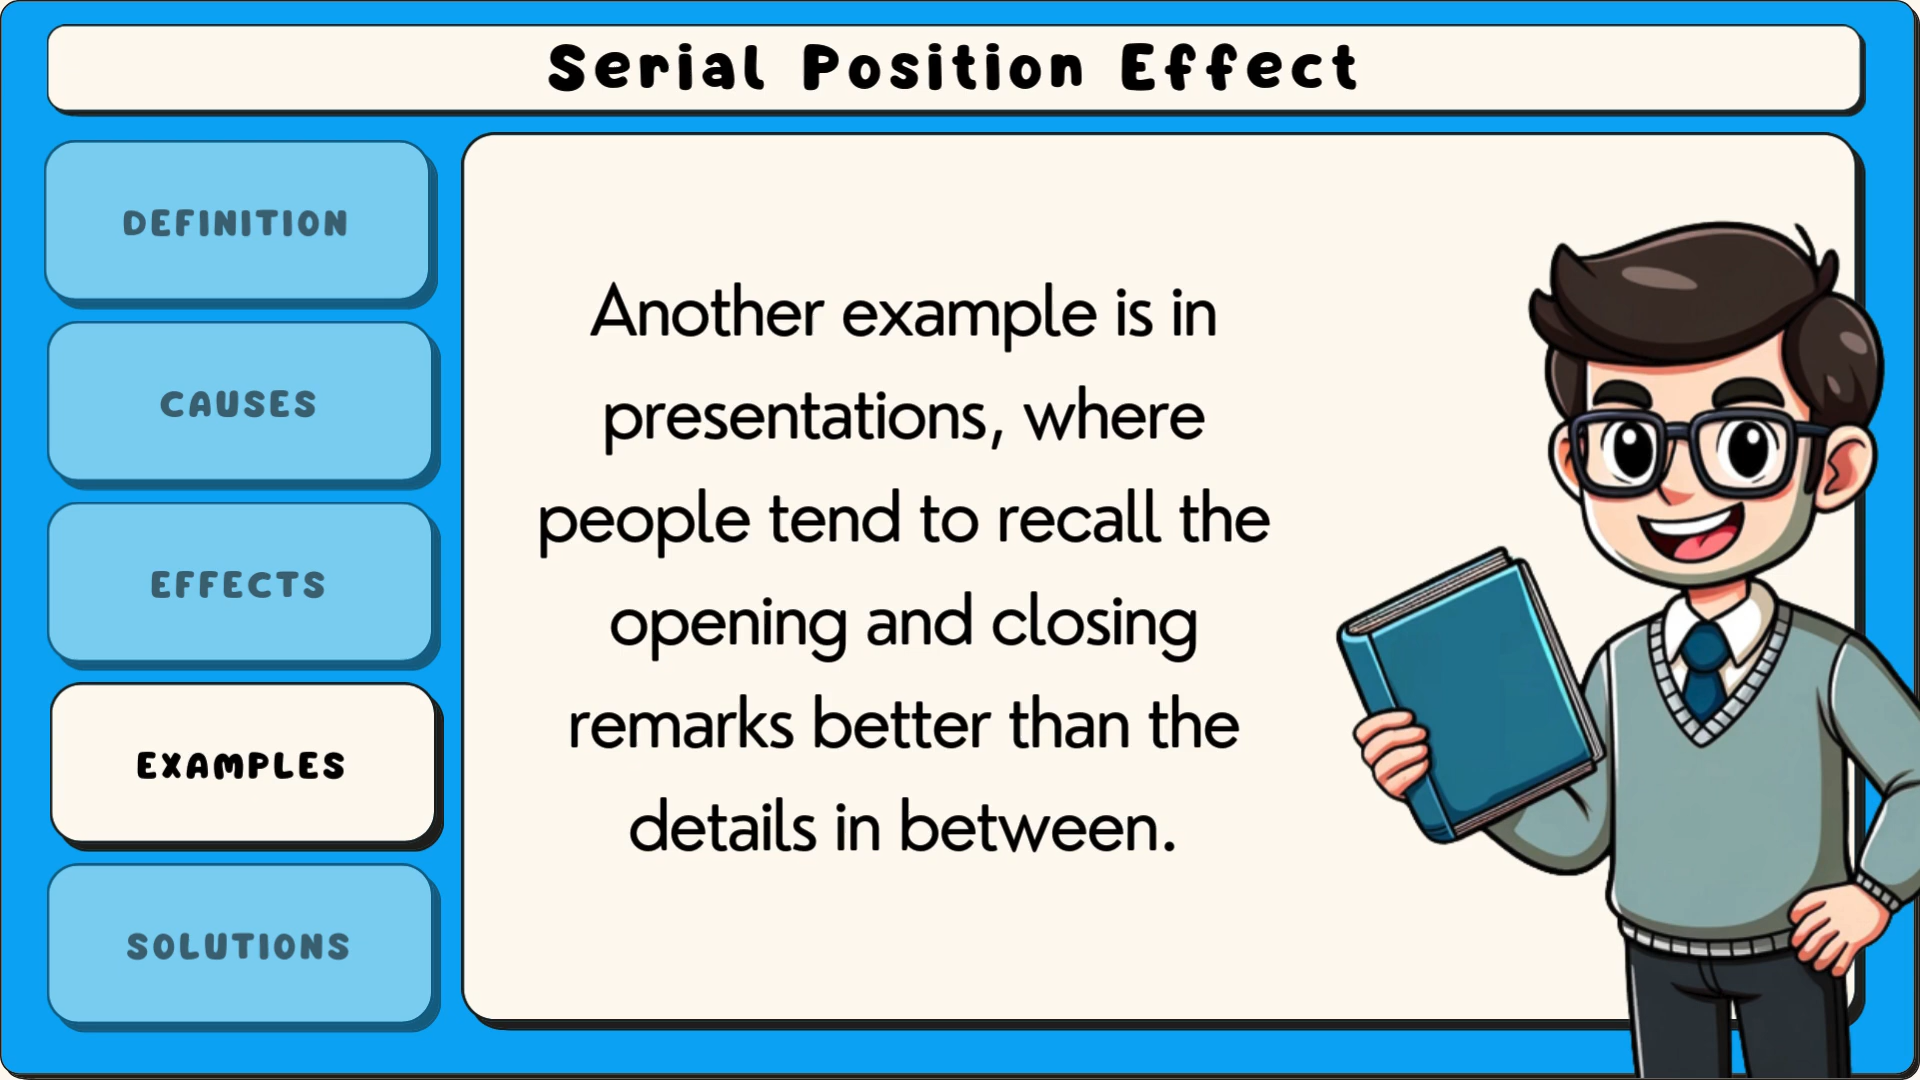 Serial Position Effect
DEFINITION
CAUSES
EFFECTS
EXAMPLES
SOLUTIONS
Another example is in
presentations, where
people tend to recall the
opening and closing
remarks better than the
details in between.